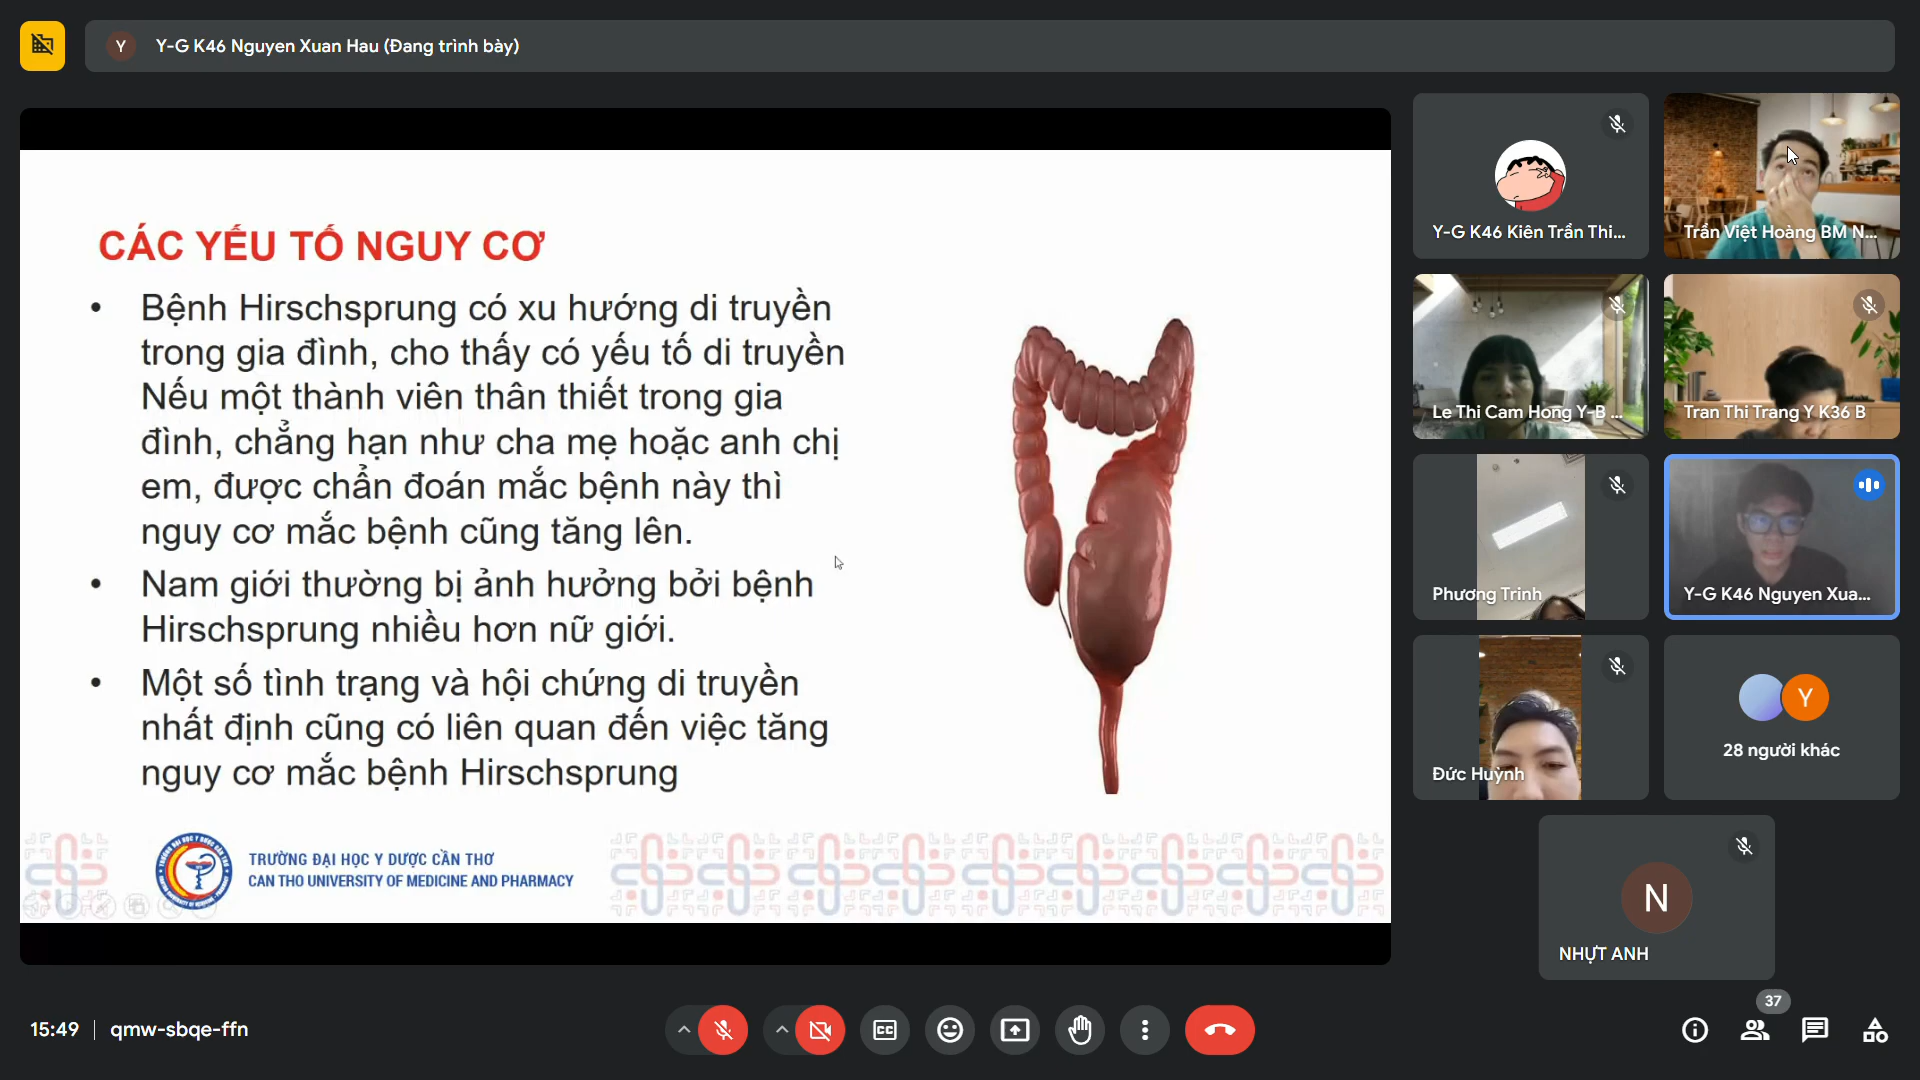 Y
Y-G K46 Nguyen Xuan Hau (Đang trình bày)
CÁC YẾU TỐ NGUY CƠ
• Bệnh Hirschsprung có xu hướng di truyền
trong gia đình, cho thấy có yếu tố di truyền
Nếu một thành viên thân thiết trong gia
đình, chẳng hạn như cha mẹ hoặc anh chị
em, được chẩn đoán mắc bệnh này thì
nguy cơ mắc bệnh cũng tăng lên.
• Nam giới thường bị ảnh hưởng bởi bệnh
Hirschsprung nhiều hơn nữ giới.
• Một số tình trạng và hội chứng di truyền
nhất định cũng có liên quan đến việc tăng
nguy cơ mắc bệnh Hirschsprung
TRƯỜNG ĐẠI HỌC Y DƯỢC CẦN THƠ
CAN THO UNIVERSITY OF MEDICINE AND PHARMACY
Y-G K46 Kiên Trần Thi...
Trần Việt Hoàng BM N...
Le Thi Cam Hong Y-B ...
Tran Thi Trang Y K36 B
Phương Trinh
Y-G K46 Nguyen Xua...
Đức Huỳnh
Y
28 người khác
N
NHỰT ANH
15:49 | qmw-sbqe-ffn
CC
37